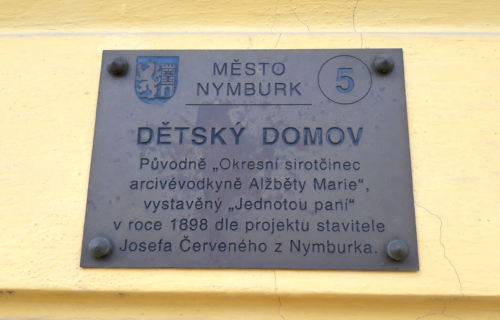 MĚSTO
NYMBURK
5
DĚTSKÝ DOMOV
Původně „Okresní sirotčinec
arcivévodkyně Alžběty Marie“,
vystavěný „Jednotou paní“
v roce 1898 dle projektu stavitele
Josefa Červeného z Nymburka.